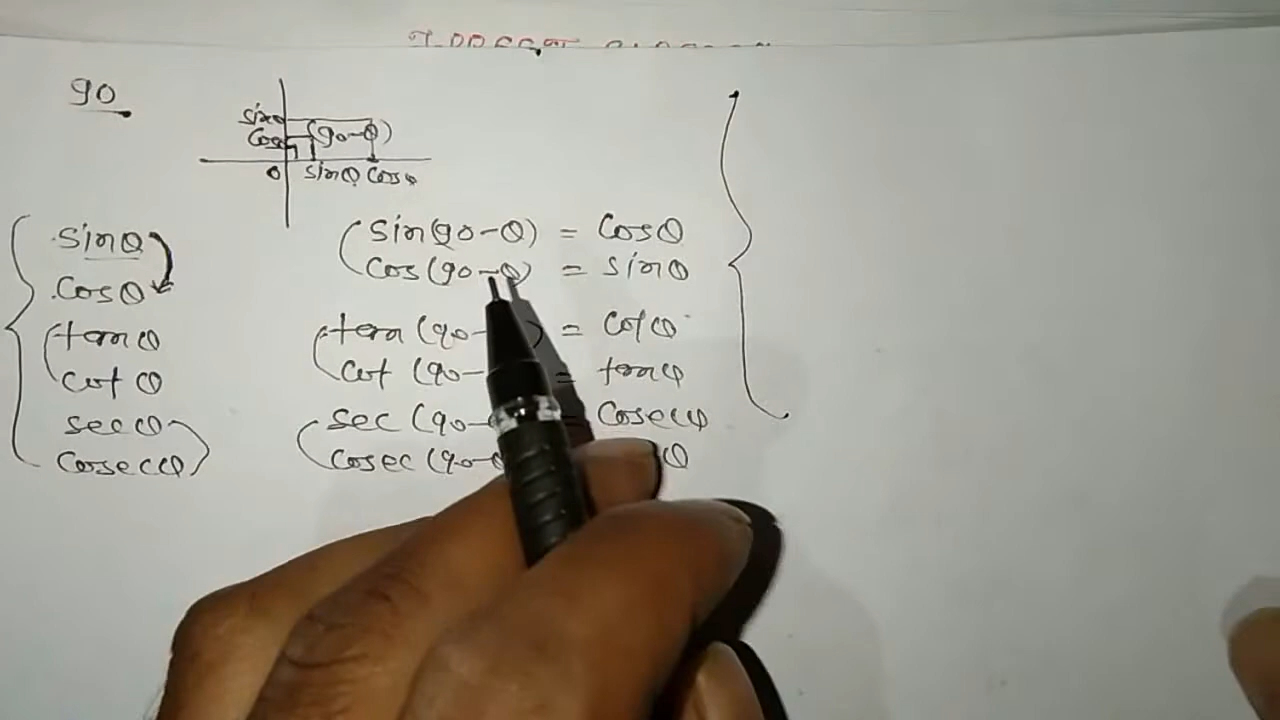 90
sinθ
cosθ (90-θ)
0 sinθ cosθ
sinθ
cosθ
tanθ
cot θ
secθ
cosecθ
sin(90-θ) = cosθ
cos(90-θ) = sinθ
tan (90- ) = cotθ
cot (90- = tanθ
sec (90- cosecθ
cosec (90-θ θ